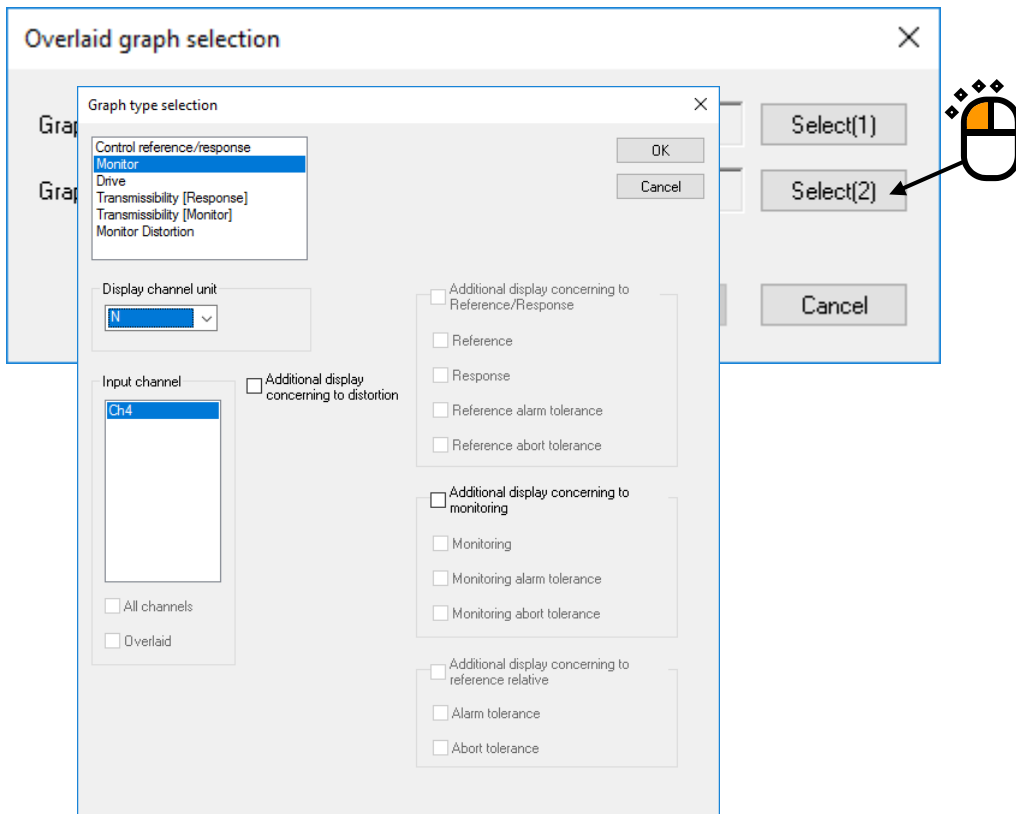 Overlaid graph selection
Grap
Select(1)
Grap
Select(2)
Cancel
Graph type selection
Control reference/response
Monitor
Drive
Transmissibility [Response]
Transmissibility [Monitor]
Monitor Distortion
OK
Cancel
Display channel unit
N
Input channel
Ch4
All channels
Overlaid
Additional display
concerning to distortion
Additional display concerning to
Reference/Response
Reference
Response
Reference alarm tolerance
Reference abort tolerance
Additional display concerning to
monitoring
Monitoring
Monitoring alarm tolerance
Monitoring abort tolerance
Additional display concerning to
reference relative
Alarm tolerance
Abort tolerance